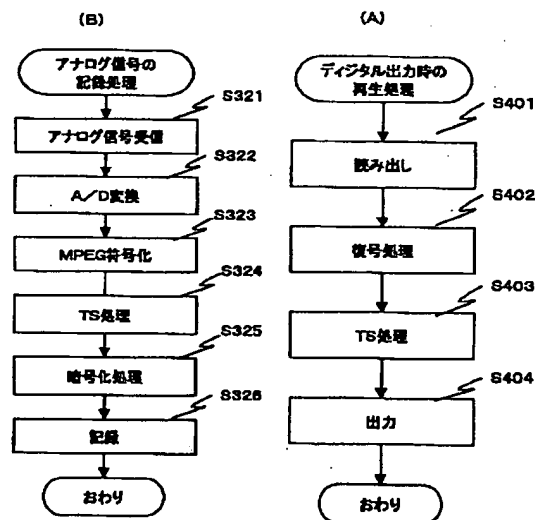 (B)
アナログ信号の
記録処理
S321
アナログ信号受信
S322
A/D変換
S323
MPEG符号化
S324
TS処理
S325
暗号化処理
S326
記録
おわり
(A)
ディジタル出力時の
再生処理
S401
読み出し
S402
復号処理
S403
TS処理
S404
出力
おわり